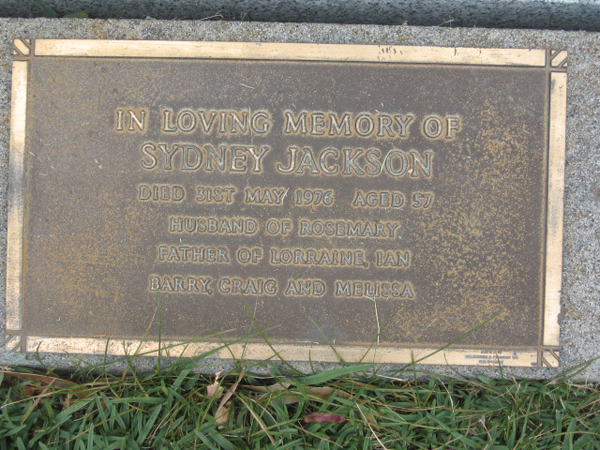 IN LOVING MEMORY OF
SYDNEY JACKSON
DIED 31ST MAY 1976 AGED 57
HUSBAND OF ROSEMARY,
FATHER OF LORRAINE, IAN
BARRY, CRAIG AND MELISSA